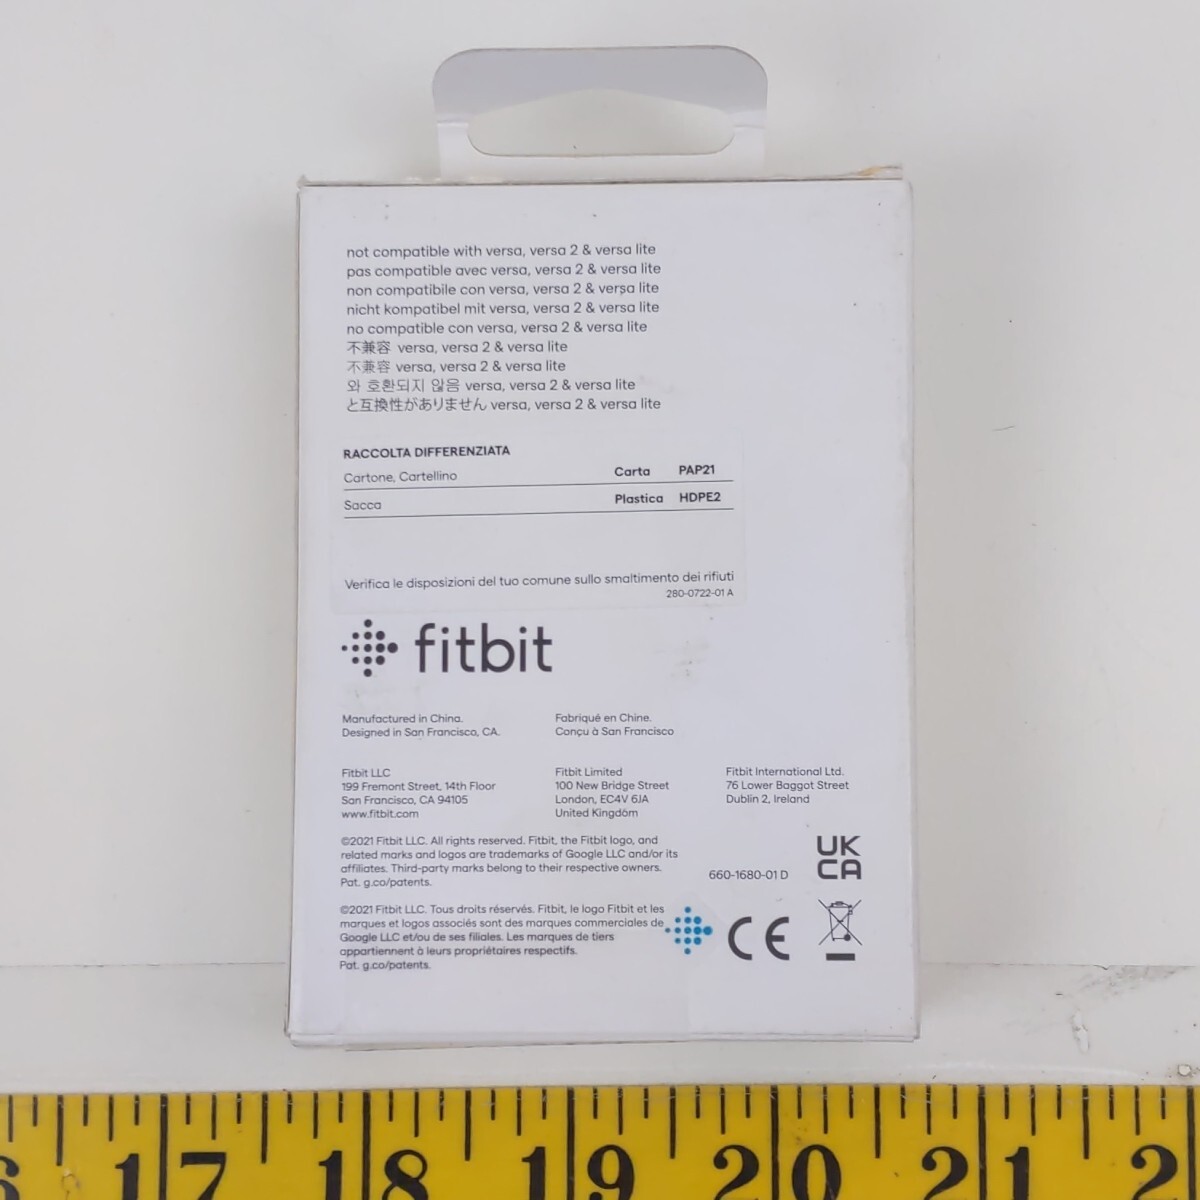 not compatible with versa, versa 2 & versa lite
pas compatible avec versa, versa 2 & versa lite
non compatibile con versa, versa 2 & versa lite
nicht kompatibel mit versa, versa 2 & versa lite
no compatible con versa, versa 2 & versa lite
不兼容 versa, versa 2 & versa lite
不兼容 versa, versa 2 & versa lite
와 호환되지 않음 versa, versa 2 & versa lite
と互換性がありません versa, versa 2 & versa lite
RACCOLTA DIFFERENZIATA
Cartone, Cartellino Carta PAP21
Sacca Plastica HDPE2
Verifica le disposizioni del tuo comune sullo smaltimento dei rifiuti
280-0722-01 A
fitbit
Manufactured in China.
Designed in San Francisco, CA.
Fabriqué en Chine.
Conçu à San Francisco
Fitbit LLC
199 Fremont Street, 14th Floor
San Francisco, CA 94105
www.fitbit.com
Fitbit Limited
100 New Bridge Street
London, EC4V 6JA
United Kingdom
Fitbit International Ltd.
76 Lower Baggot Street
Dublin 2, Ireland
©2021 Fitbit LLC. All rights reserved. Fitbit, the Fitbit logo, and
related marks and logos are trademarks of Google LLC and/or its
affiliates. Third-party marks belong to their respective owners.
Pat. g.co/patents.
660-1680-01 D
UK
CA
©2021 Fitbit LLC. Tous droits réservés. Fitbit, le logo Fitbit et les
marques et logos associés sont des marques commerciales de
Google LLC et/ou de ses filiales. Les marques de tiers
appartiennent à leurs propriétaires respectifs.
Pat. g.co/patents.
CE
6 17 18 19 20 21 2